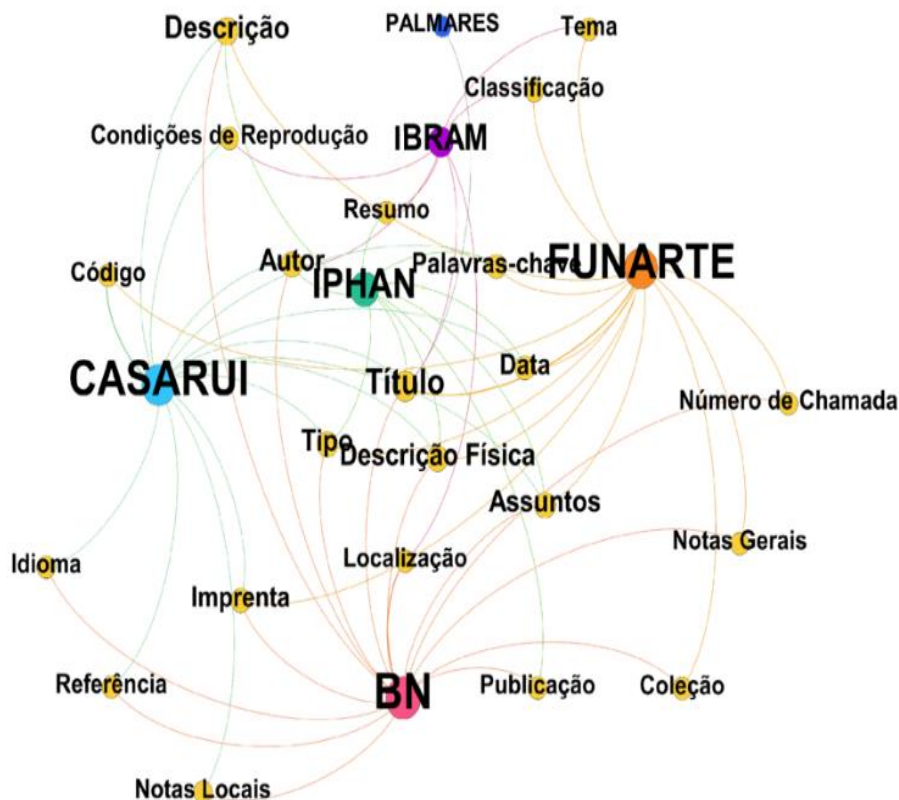 Descrição
PALMARES
Tema
Classificação
Condições de Reprodução
IBRAM
Resumo
Autor
Palavras-chave
FUNARTE
Código
IPHAN
CASARUI
Título
Data
Número de Chamada
Tipo
Descrição Física
Assuntos
Notas Gerais
Localização
Idioma
Imprenta
Referência
BN
Publicação
Coleção
Notas Locais